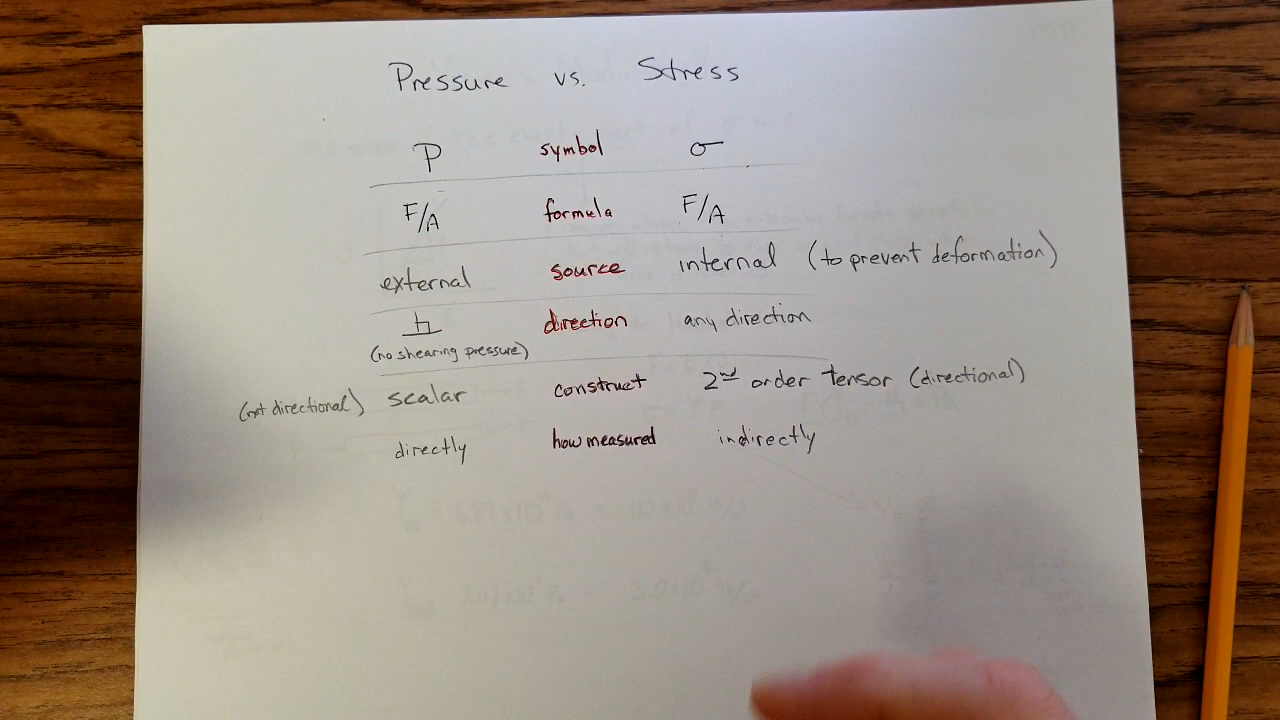 Pressure vs. Stress
P symbol σ
F/A formula F/A
external source internal (to prevent deformation)
direction any direction
(no shearing pressure)
(not directional) scalar construct 2nd order tensor (directional)
directly how measured indirectly